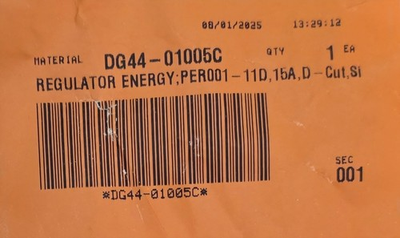 08/01/2025 13:29:12
MATERIAL DG44-01005C QTY 1 EA
REGULATOR ENERGY;PER001-11D,15A,D-Cut,SI
SEC
001
*DG44-01005C*